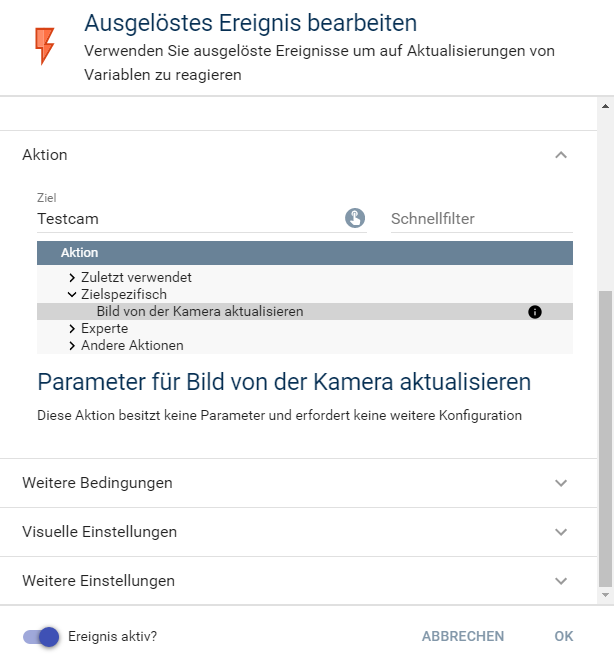 Ausgelöstes Ereignis bearbeiten
Verwenden Sie ausgelöste Ereignisse um auf Aktualisierungen von
Variablen zu reagieren
Aktion
Ziel
Testcam
Schnellfilter
Aktion
Zuletzt verwendet
Zielspezifisch
Bild von der Kamera aktualisieren
Experte
Andere Aktionen
Parameter für Bild von der Kamera aktualisieren
Diese Aktion besitzt keine Parameter und erfordert keine weitere Konfiguration
Weitere Bedingungen
Visuelle Einstellungen
Weitere Einstellungen
Ereignis aktiv?
ABBRECHEN
OK